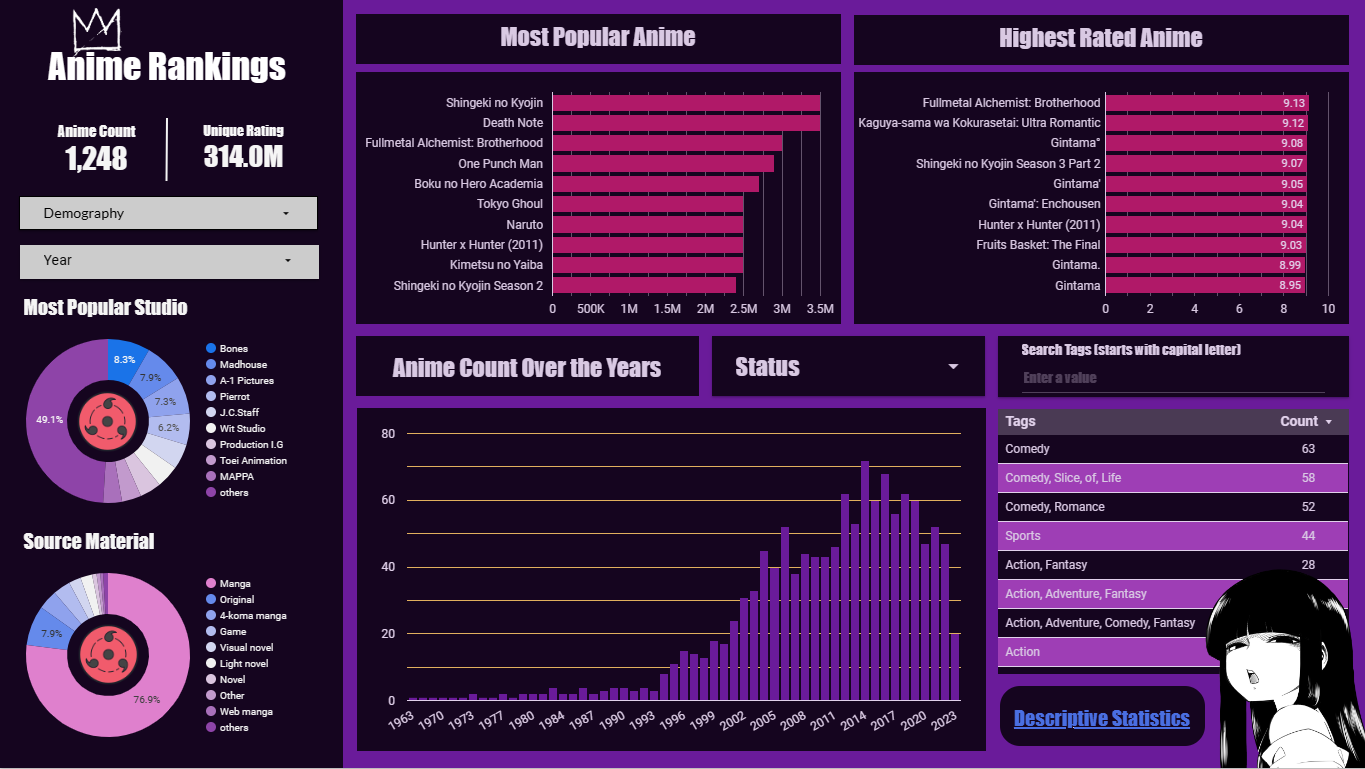 Anime Rankings
Anime Count
1,248
Unique Rating
314.0M
Demography
Year
Most Popular Studio
8.3%
7.9%
7.3%
6.2%
49.1%
Bones
Madhouse
A-1 Pictures
Pierrot
J.C.Staff
Wit Studio
Production I.G
Toei Animation
MAPPA
others
Source Material
7.9%
76.9%
Manga
Original
4-koma manga
Game
Visual novel
Light novel
Novel
Other
Web manga
others
Most Popular Anime
Shingeki no Kyojin
Death Note
Fullmetal Alchemist: Brotherhood
One Punch Man
Boku no Hero Academia
Tokyo Ghoul
Naruto
Hunter x Hunter (2011)
Kimetsu no Yaiba
Shingeki no Kyojin Season 2
0 500K 1M 1.5M 2M 2.5M 3M 3.5M
Highest Rated Anime
Fullmetal Alchemist: Brotherhood 9.13
Kaguya-sama wa Kokurasetai: Ultra Romantic 9.12
Gintama° 9.08
Shingeki no Kyojin Season 3 Part 2 9.07
Gintama' 9.05
Gintama': Enchousen 9.04
Hunter x Hunter (2011) 9.04
Fruits Basket: The Final 9.03
Gintama. 8.99
Gintama 8.95
0 2 4 6 8 10
Anime Count Over the Years
Status
80
60
40
20
0
1963 1970 1973 1977 1980 1984 1987 1990 1993 1996 1999 2002 2005 2008 2011 2014 2017 2020 2023
Search Tags (starts with capital letter)
Enter a value
Tags Count
Comedy 63
Comedy, Slice, of, Life 58
Comedy, Romance 52
Sports 44
Action, Fantasy 28
Action, Adventure, Fantasy
Action, Adventure, Comedy, Fantasy
Action
Descriptive Statistics